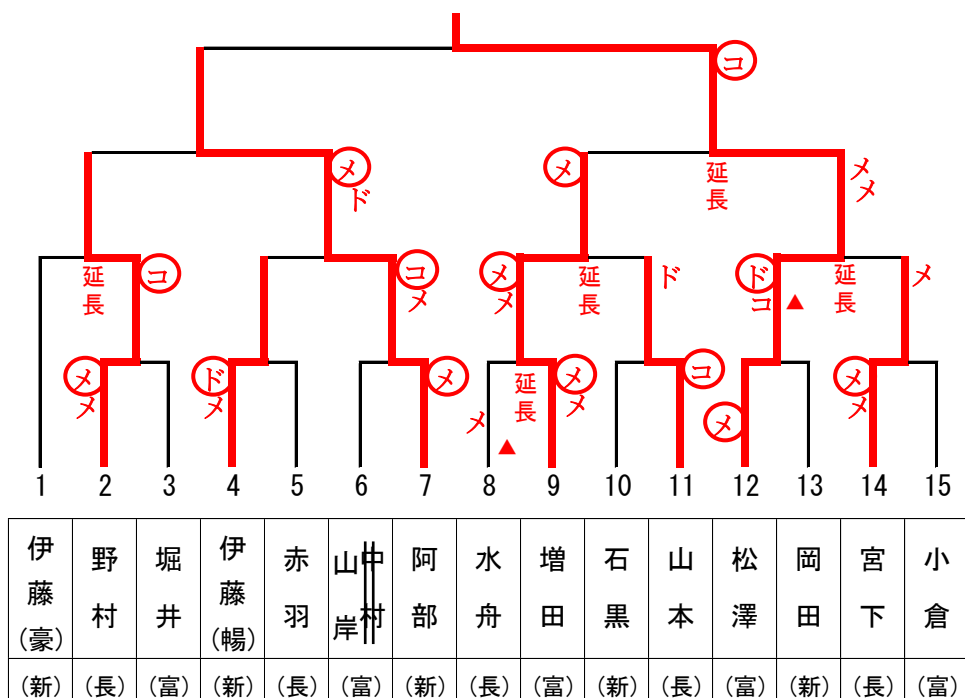 コ
メ
ド
メ
延長
メ
メ
延長
コ
コ
メ
メ
メ
延長
ド
ド
コ
▲
延長
メ
メ
メ
ド
メ
メ
メ
▲
延長
メ
メ
コ
メ
メ
メ
1 2 3 4 5 6 7 8 9 10 11 12 13 14 15
伊藤(豪) 野村 堀井 伊藤(暢) 赤羽 山岸 中村 阿部 水舟 増田 石黒 山本 松澤 岡田 宮下 小倉
(新) (長) (富) (新) (長) (富) (新) (長) (富) (新) (長) (富) (新) (長) (富)